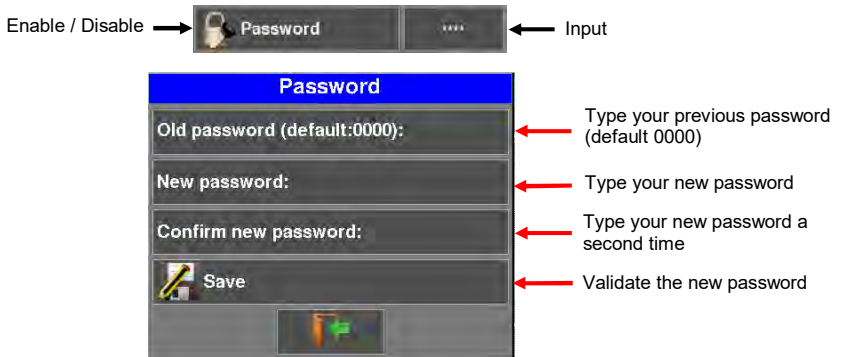 Enable / Disable
Password
****
Input
Password
Old password (default:0000):
Type your previous password
(default 0000)
New password:
Type your new password
Confirm new password:
Type your new password a
second time
Save
Validate the new password